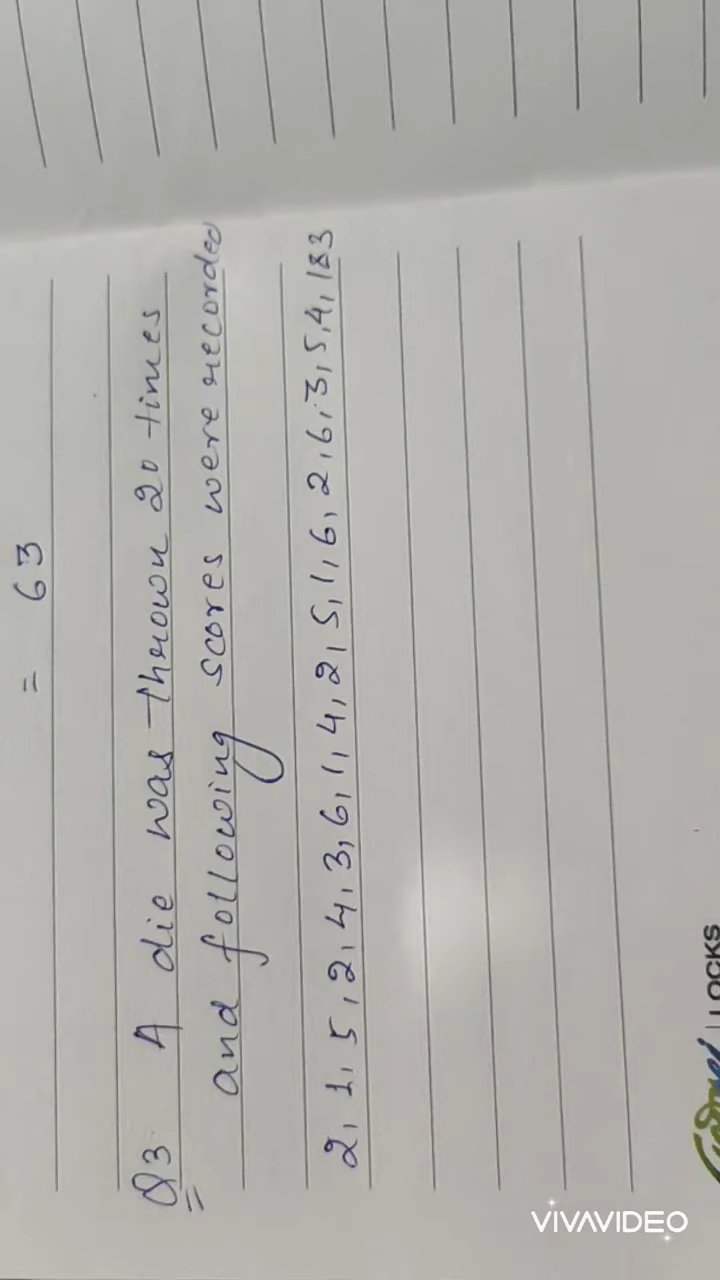 = 63
Q3. A die was thrown 20 times
and following scores were recorded
2, 1, 5, 2, 4, 3, 6, 1, 4, 2, 5, 1, 6, 2, 6, 3, 5, 4, 1&3
LOCKS
VIVAVIDEO